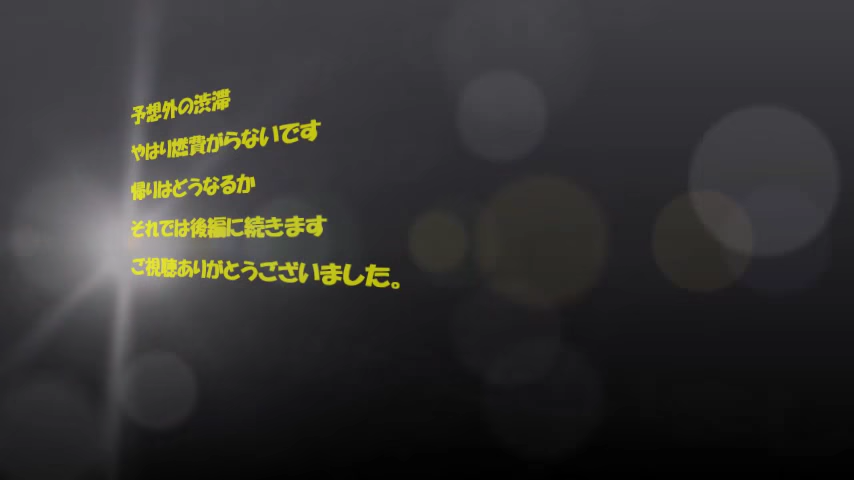 予想外の渋滞
やはり燃費がらないです
帰りはどうなるか
それでは後編に続きます
ご視聴ありがとうございました。